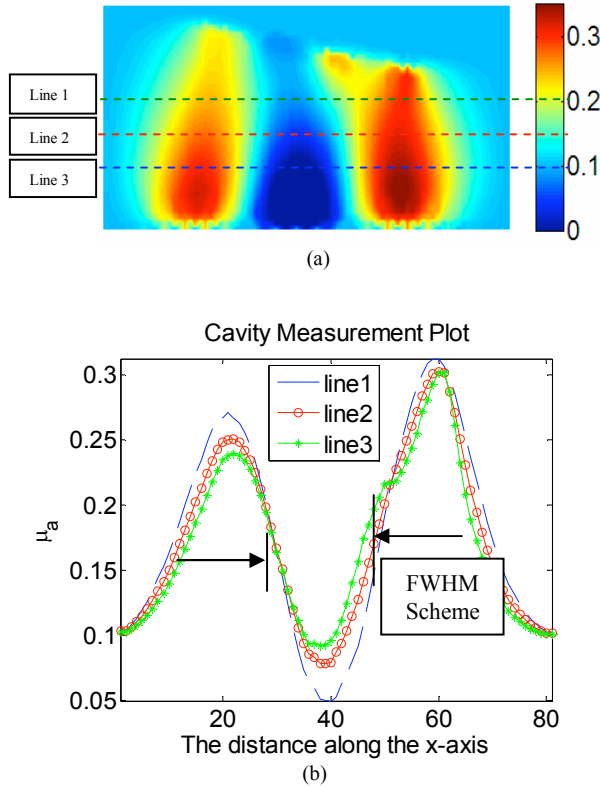 Line 1
Line 2
Line 3
0.3
0.2
0.1
0
(a)
Cavity Measurement Plot
0.3
0.25
0.2
0.15
0.1
0.05
μa
line1
line2
line3
FWHM
Scheme
20 40 60 80
The distance along the x-axis
(b)